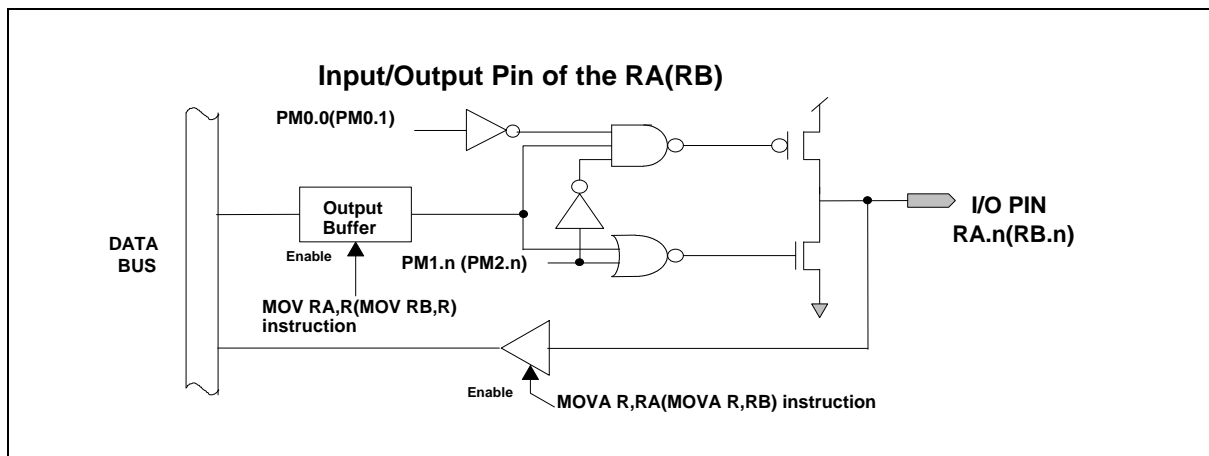 Input/Output Pin of the RA(RB)
PM0.0(PM0.1)
Output
Buffer
I/O PIN
RA.n(RB.n)
DATA
BUS
Enable
PM1.n (PM2.n)
MOV RA,R(MOV RB,R)
instruction
Enable
MOVA R,RA(MOVA R,RB) instruction